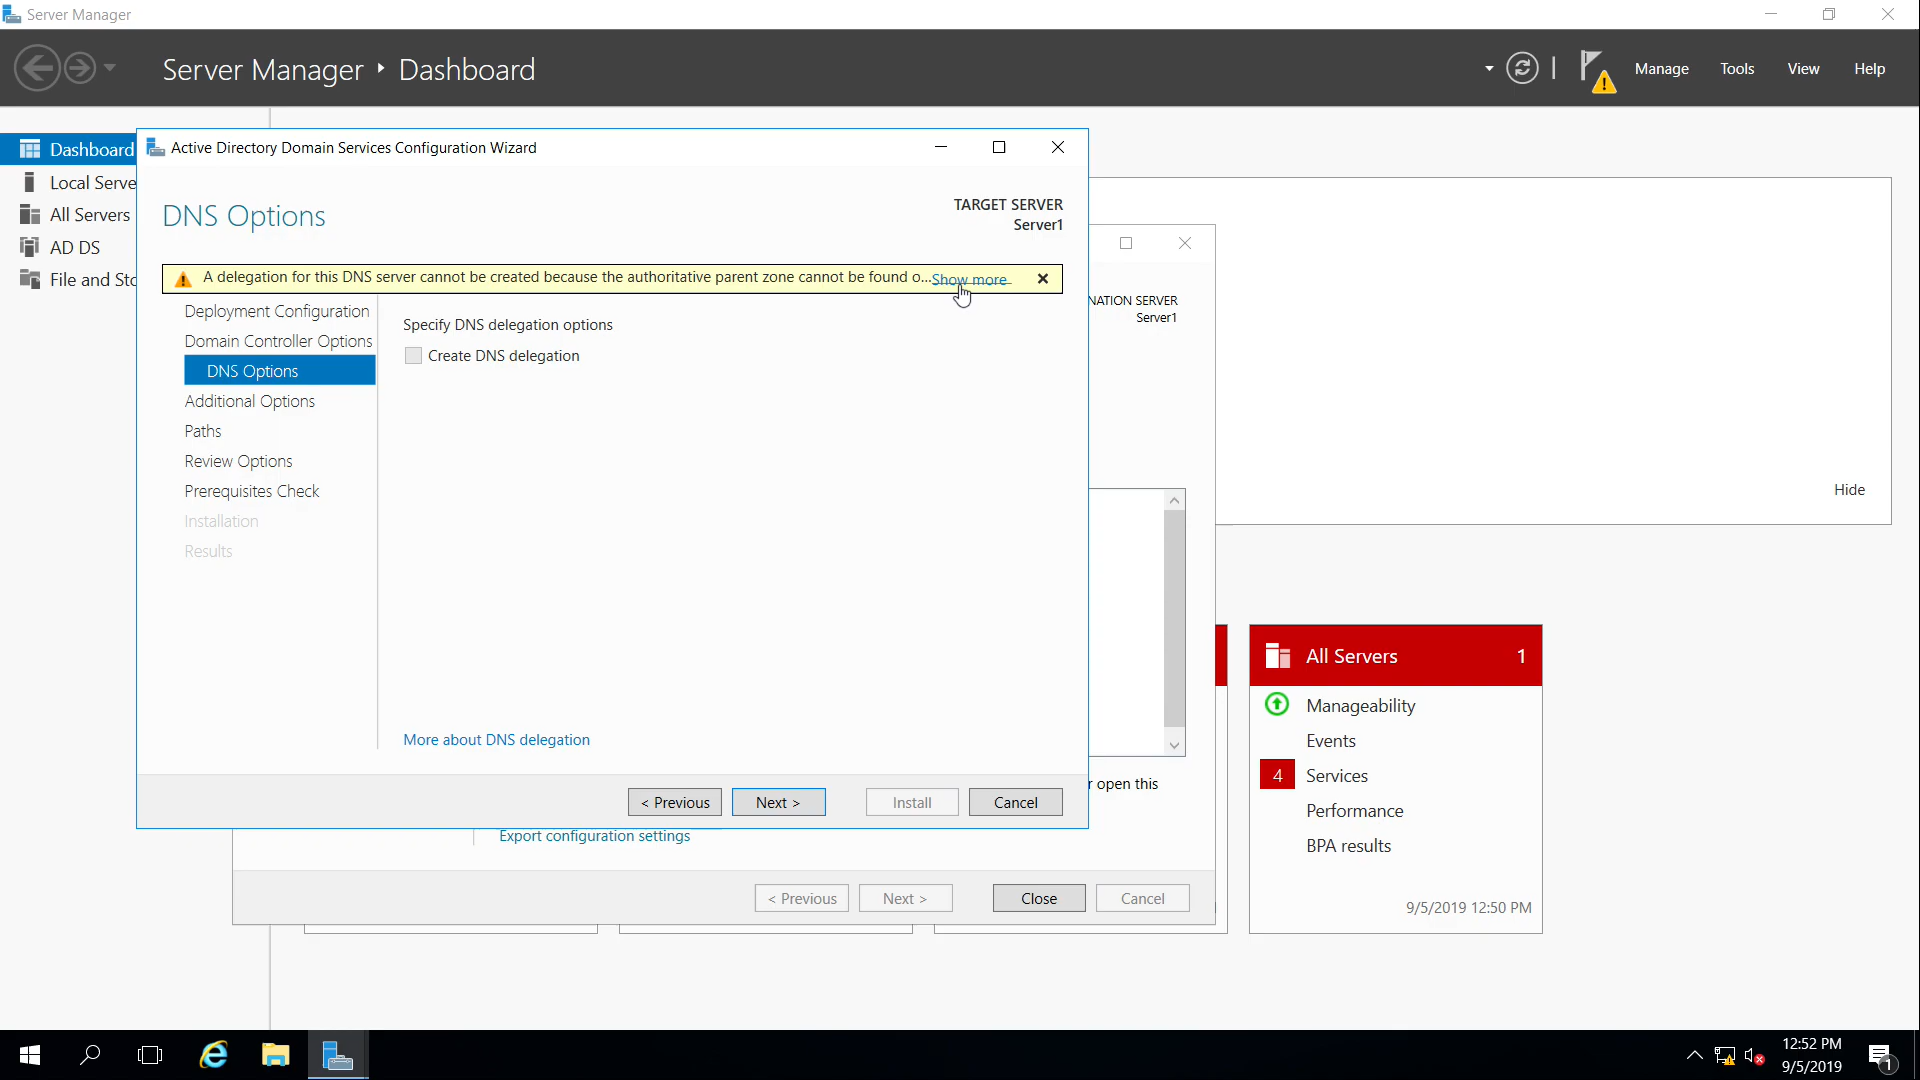 Server Manager
Server Manager ‣ Dashboard
Manage Tools View Help
Dashboard
Local Serve
All Servers
AD DS
File and Sto
Active Directory Domain Services Configuration Wizard
DNS Options
TARGET SERVER
Server1
A delegation for this DNS server cannot be created because the authoritative parent zone cannot be found o... Show more
Deployment Configuration
Domain Controller Options
DNS Options
Additional Options
Paths
Review Options
Prerequisites Check
Installation
Results
Specify DNS delegation options
Create DNS delegation
More about DNS delegation
< Previous Next > Install Cancel
NATION SERVER
Server1
r open this
Export configuration settings
< Previous Next > Close Cancel
Hide
All Servers 1
Manageability
Events
4 Services
Performance
BPA results
9/5/2019 12:50 PM
12:52 PM
9/5/2019
1